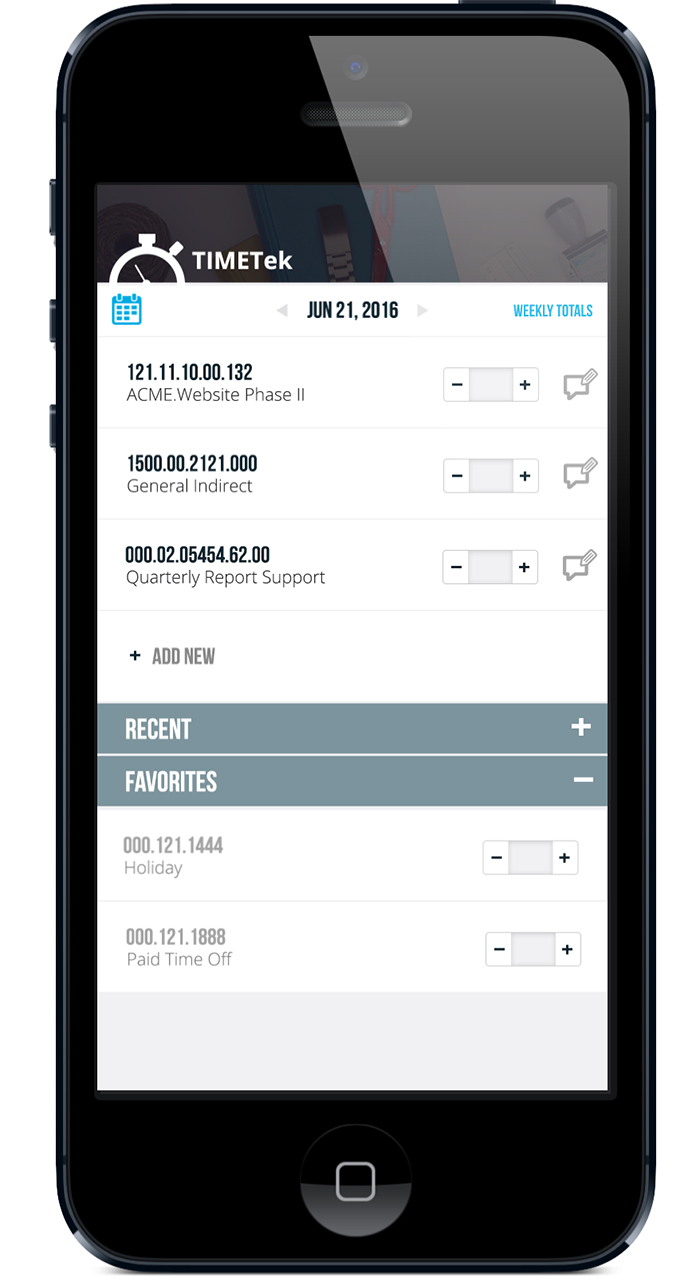 TIMETek
JUN 21, 2016
WEEKLY TOTALS
121.11.10.00.132
ACME.Website Phase II
- +
1500.00.2121.000
General Indirect
- +
000.02.05454.62.00
Quarterly Report Support
- +
+ ADD NEW
RECENT +
FAVORITES -
000.121.1444
Holiday
- +
000.121.1888
Paid Time Off
- +